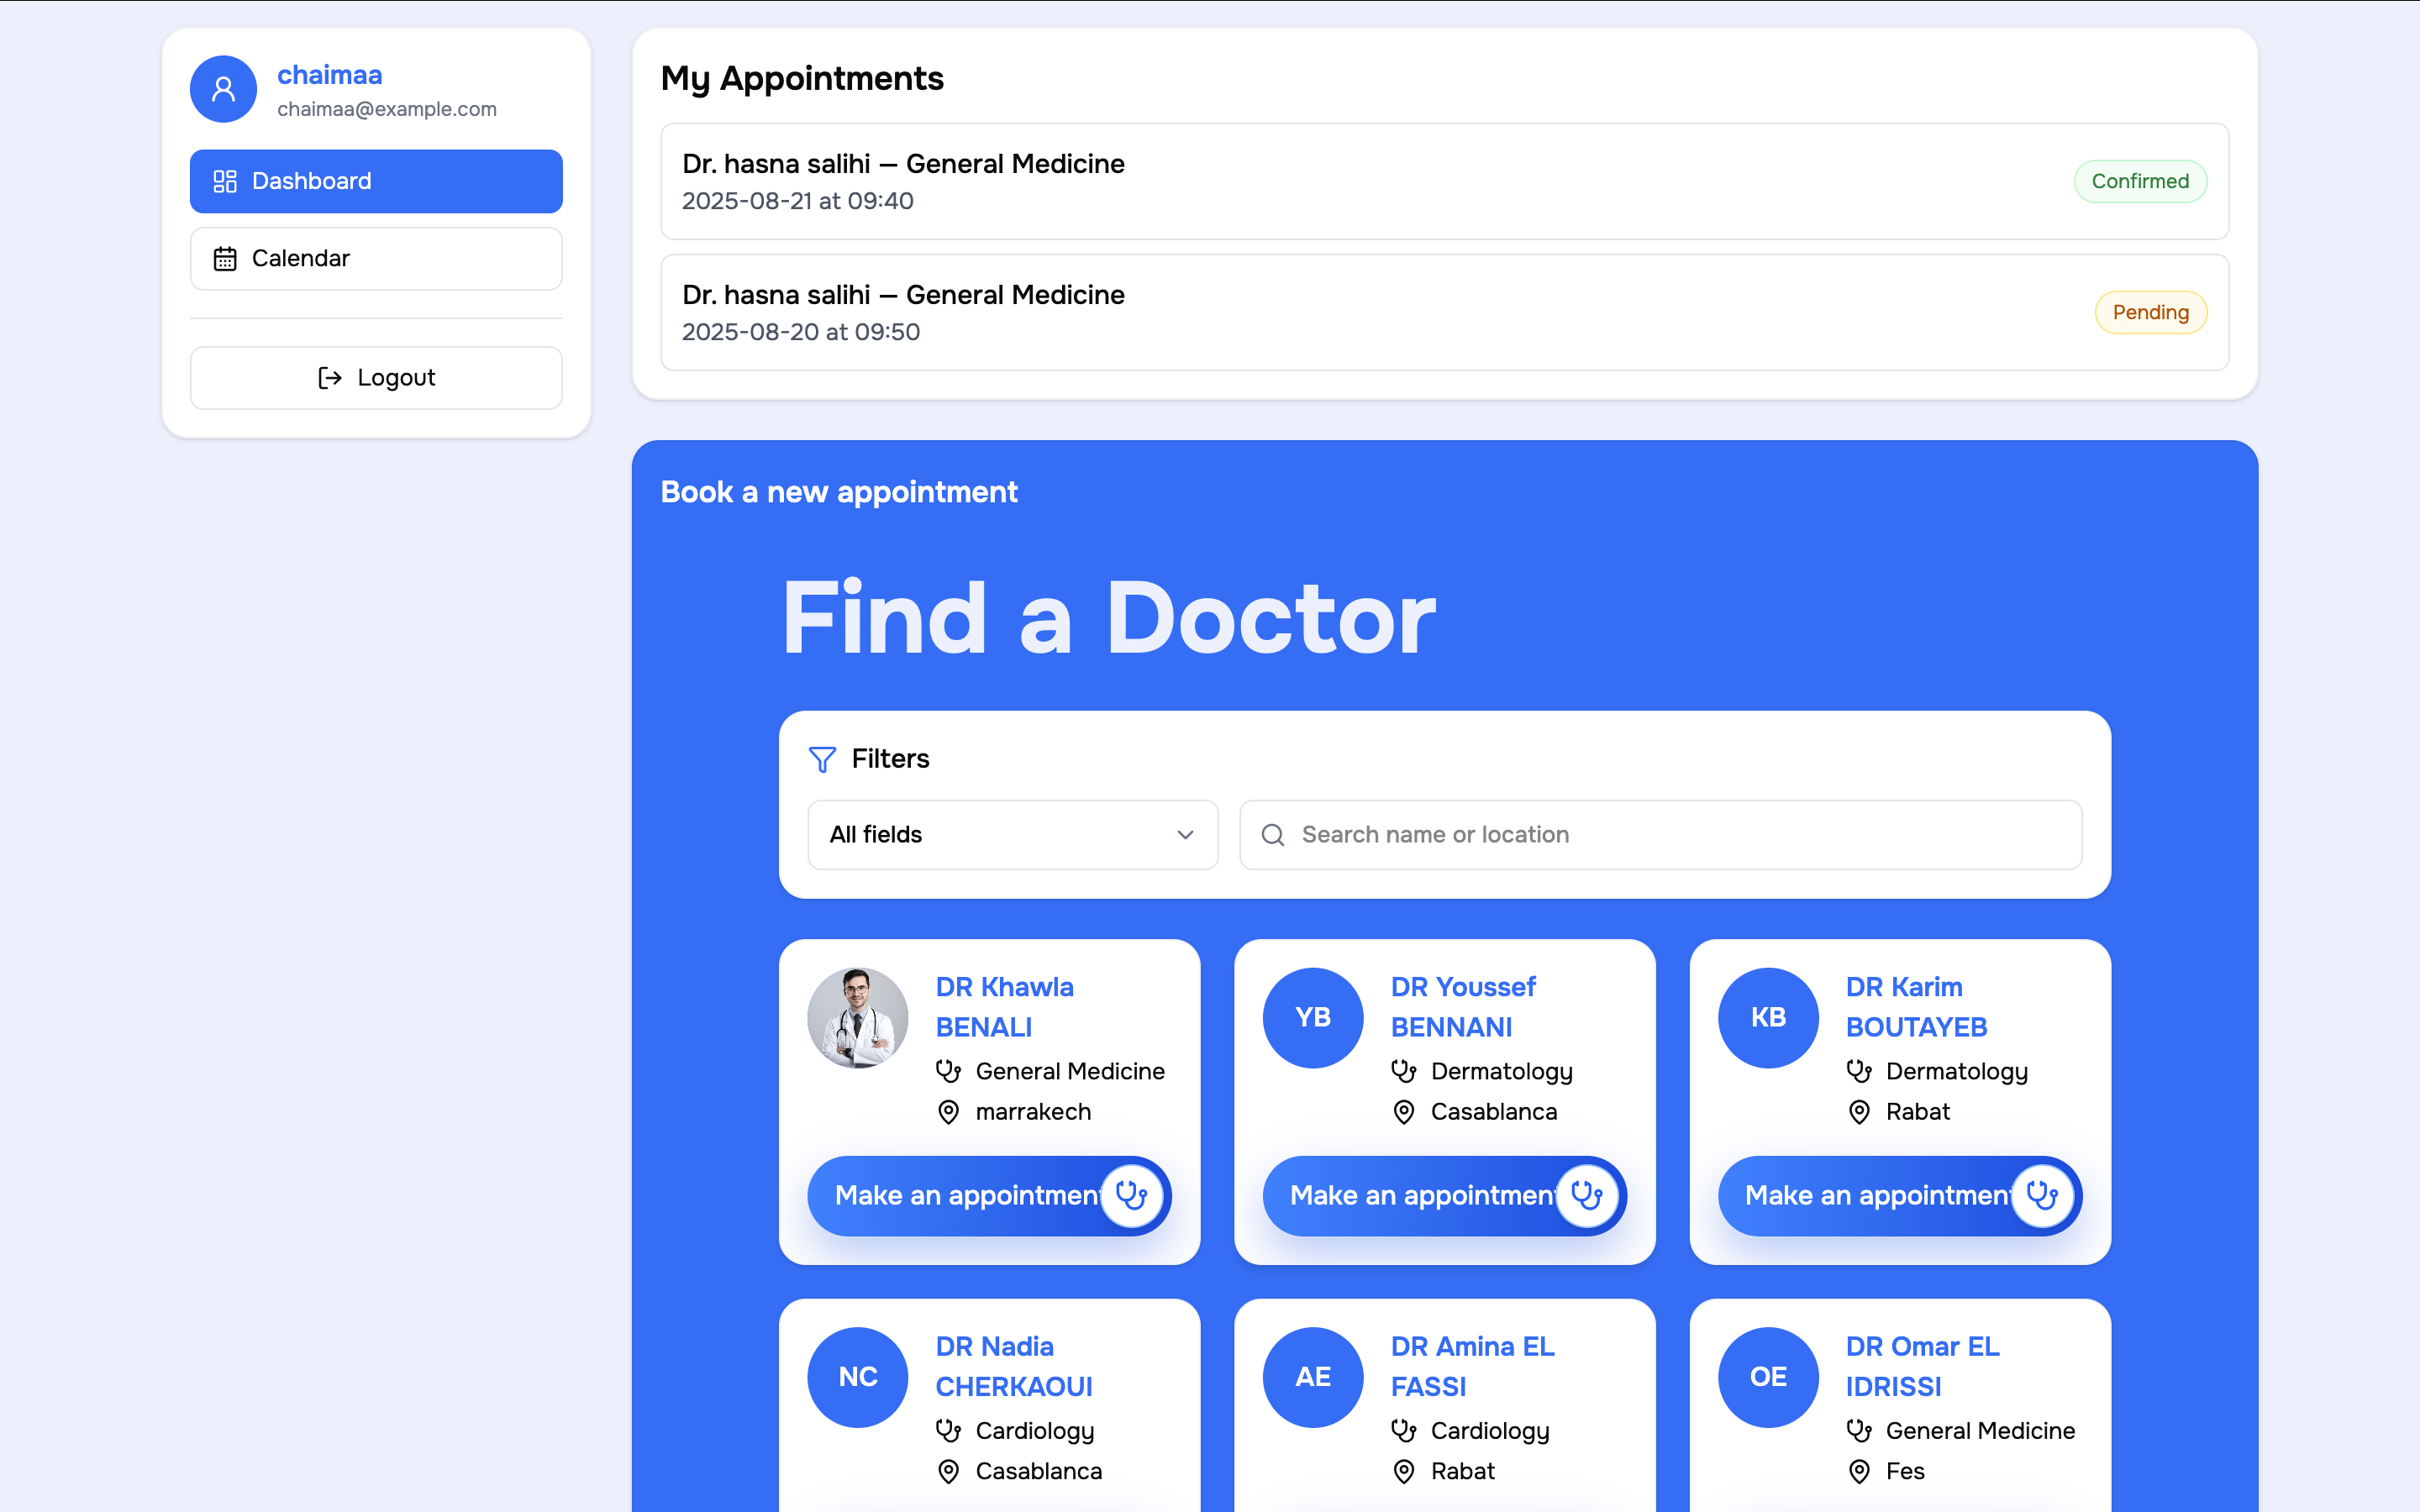 chaimaa
chaimaa@example.com
Dashboard
Calendar
Logout
My Appointments
Dr. hasna salihi — General Medicine
2025-08-21 at 09:40
Confirmed
Dr. hasna salihi — General Medicine
2025-08-20 at 09:50
Pending
Book a new appointment
Find a Doctor
Filters
All fields
Search name or location
DR Khawla
BENALI
General Medicine
marrakech
Make an appointment
YB
DR Youssef
BENNANI
Dermatology
Casablanca
Make an appointment
KB
DR Karim
BOUTAYEB
Dermatology
Rabat
Make an appointment
NC
DR Nadia
CHERKAOUI
Cardiology
Casablanca
AE
DR Amina EL
FASSI
Cardiology
Rabat
OE
DR Omar EL
IDRISSI
General Medicine
Fes